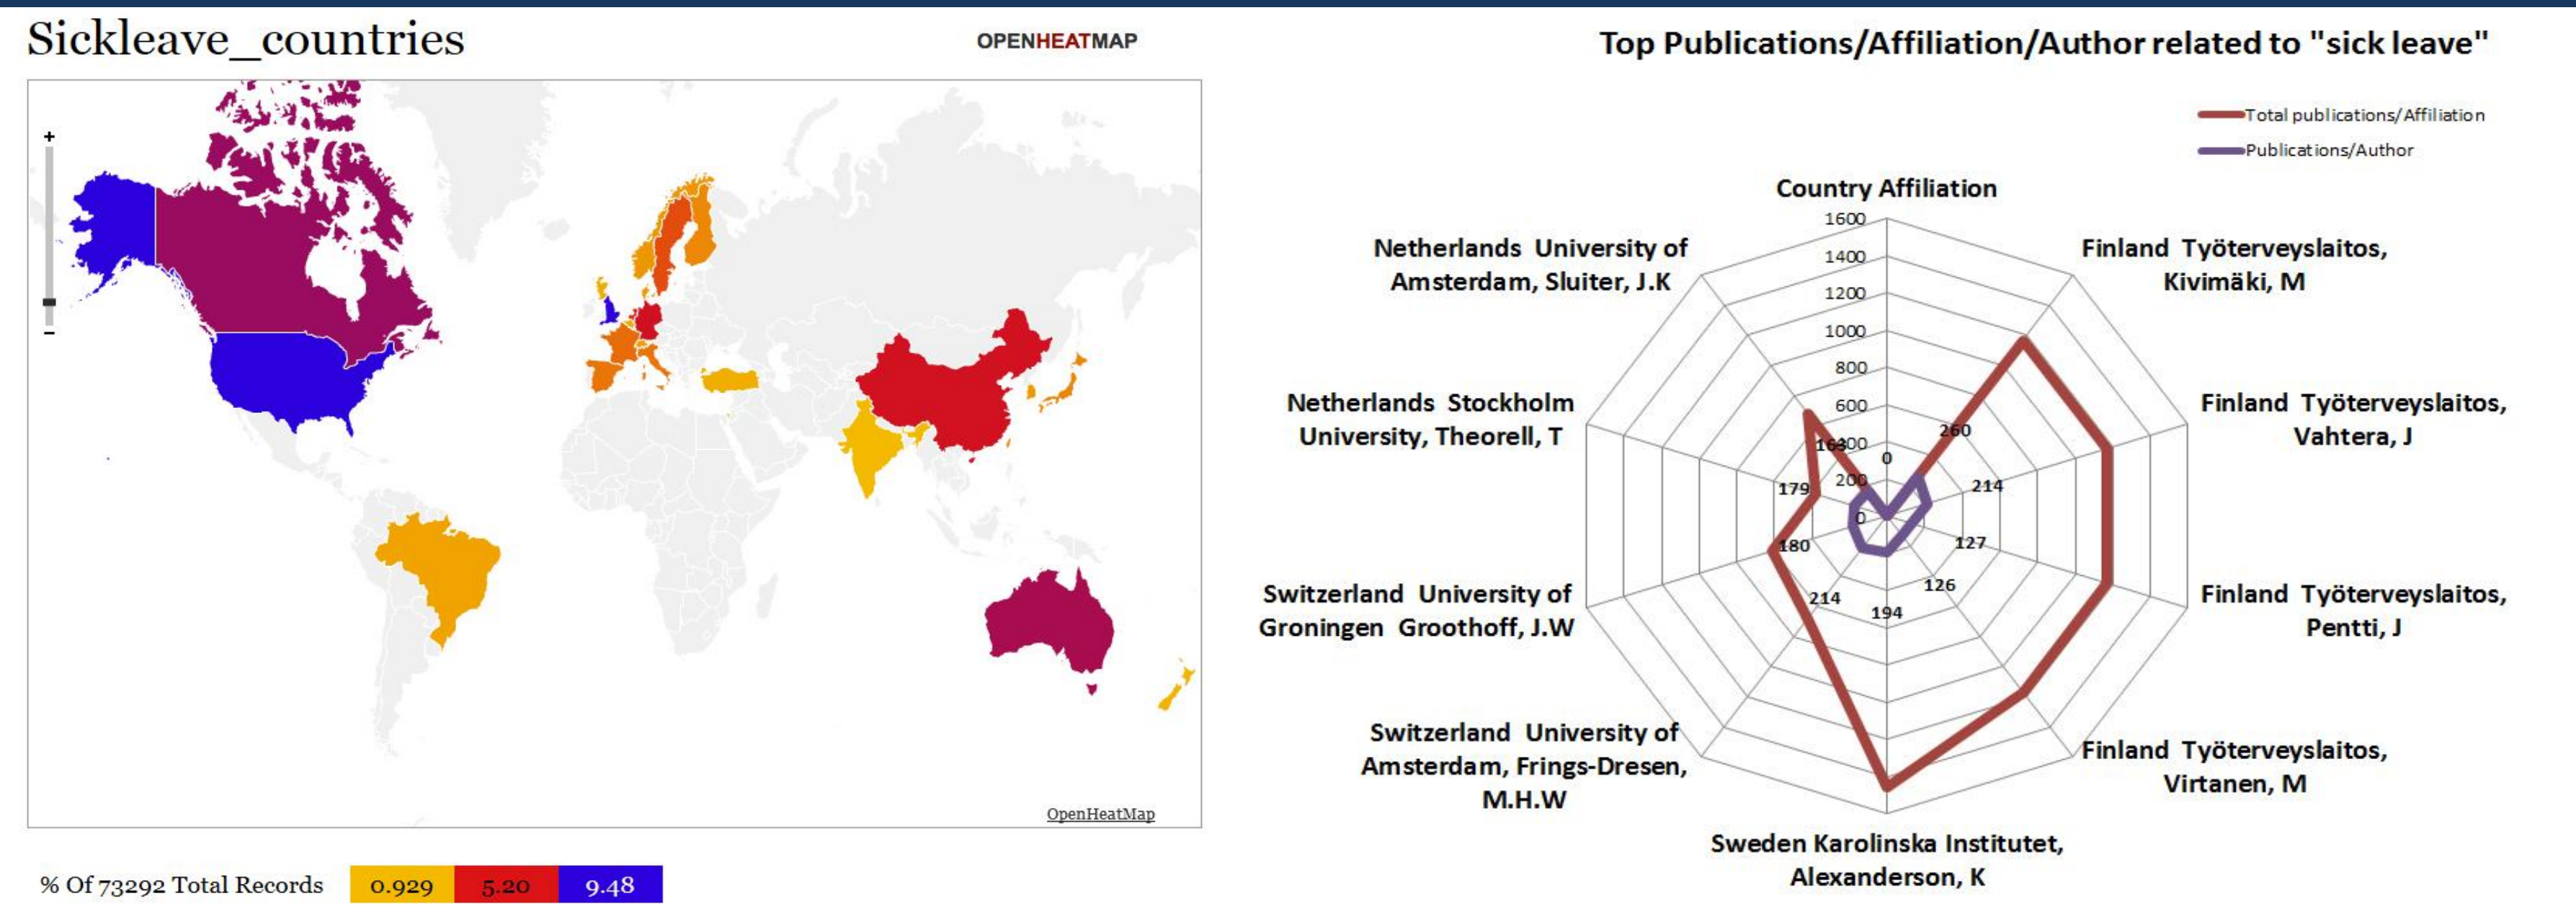 Sickleave_countries
OPENHEATMAP
+
−
OpenHeatMap
% Of 73292 Total Records
0.929
5.20
9.48
Top Publications/Affiliation/Author related to "sick leave"
Total publications/Affiliation
Publications/Author
Country Affiliation
1600
1400
1200
1000
800
600
400
200
0
Finland Työterveyslaitos,
Kivimäki, M
Finland Työterveyslaitos,
Vahtera, J
Finland Työterveyslaitos,
Pentti, J
Finland Työterveyslaitos,
Virtanen, M
Sweden Karolinska Institutet,
Alexanderson, K
Switzerland University of
Amsterdam, Frings-Dresen,
M.H.W
Switzerland University of
Groningen Groothoff, J.W
Netherlands Stockholm
University, Theorell, T
Netherlands University of
Amsterdam, Sluiter, J.K
0
260
214
127
126
194
214
180
179
163